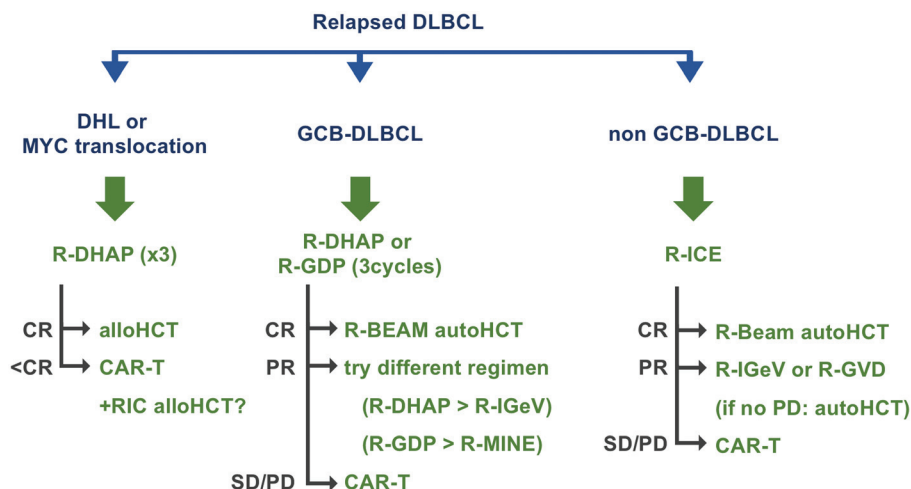 Relapsed DLBCL
DHL or
MYC translocation
R-DHAP (x3)
CR alloHCT
<CR CAR-T
+RIC alloHCT?
GCB-DLBCL
R-DHAP or
R-GDP (3cycles)
CR R-BEAM autoHCT
PR try different regimen
(R-DHAP > R-IGeV)
(R-GDP > R-MINE)
SD/PD CAR-T
non GCB-DLBCL
R-ICE
CR R-Beam autoHCT
PR R-IGeV or R-GVD
(if no PD: autoHCT)
SD/PD CAR-T